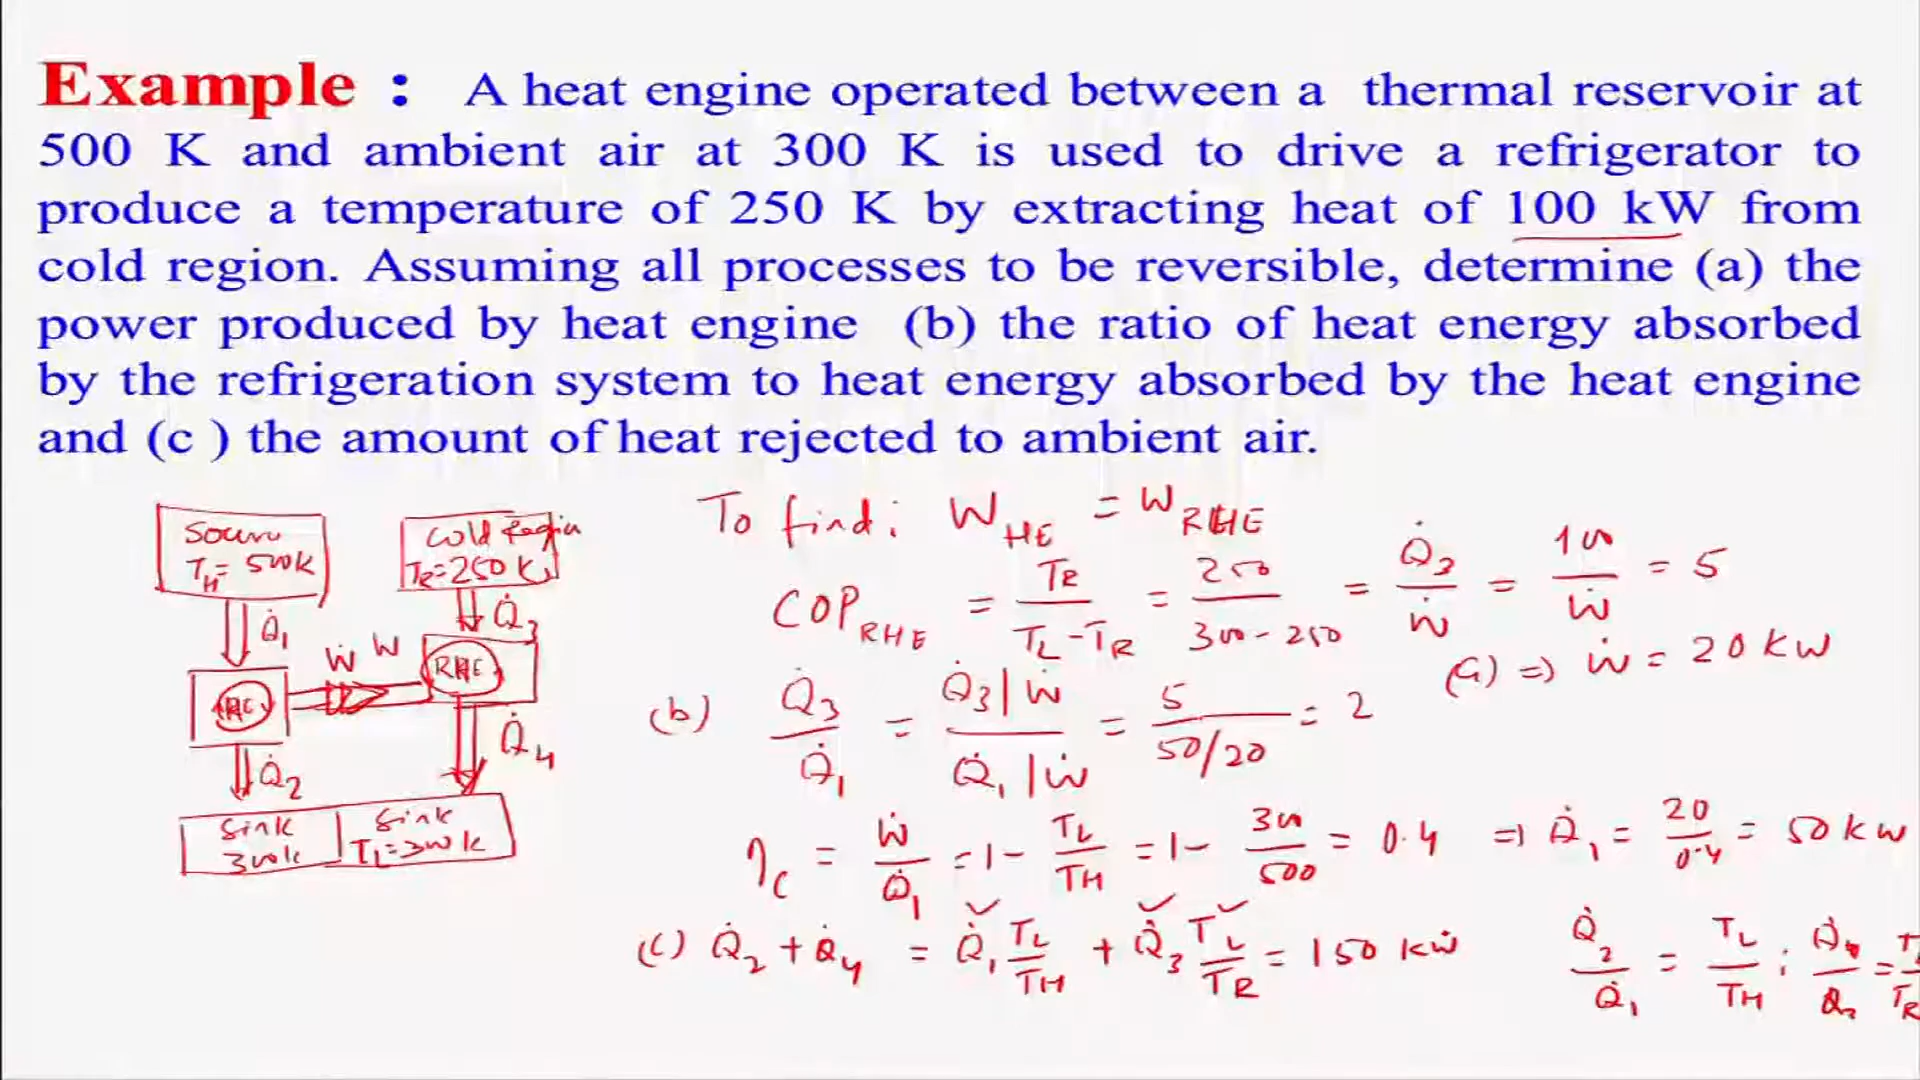 Example : A heat engine operated between a thermal reservoir at
500 K and ambient air at 300 K is used to drive a refrigerator to
produce a temperature of 250 K by extracting heat of 100 kW from
cold region. Assuming all processes to be reversible, determine (a) the
power produced by heat engine (b) the ratio of heat energy absorbed
by the refrigeration system to heat energy absorbed by the heat engine
and (c ) the amount of heat rejected to ambient air.
To find: W_HE = W_RHE
COP_RHE = T_R/(T_L-T_R) = 250/(300-250) = Q̇_3/Ẇ = 100/Ẇ = 5
(a) => Ẇ = 20 kW
(b) Q̇_3/Q̇_1 = (Q̇_3|Ẇ)/(Q̇_1|Ẇ) = 5/(50/20) = 2
η_c = Ẇ/Q̇_1 = 1- T_L/T_H = 1- 300/500 = 0.4 => Q̇_1 = 20/0.4 = 50 kW
(c) Q̇_2 + Q̇_4 = Q̇_1 T_L/T_H + Q̇_3 T_L/T_R = 150 kW
Q̇_2/Q̇_1 = T_L/T_H ;
Source
T_H = 500K
Cold Region
T_R=250 K
Q̇_1
Q̇_3
Ẇ W
RHE
Q̇_2
Q̇_4
Sink
300K
Sink
T_L=300K